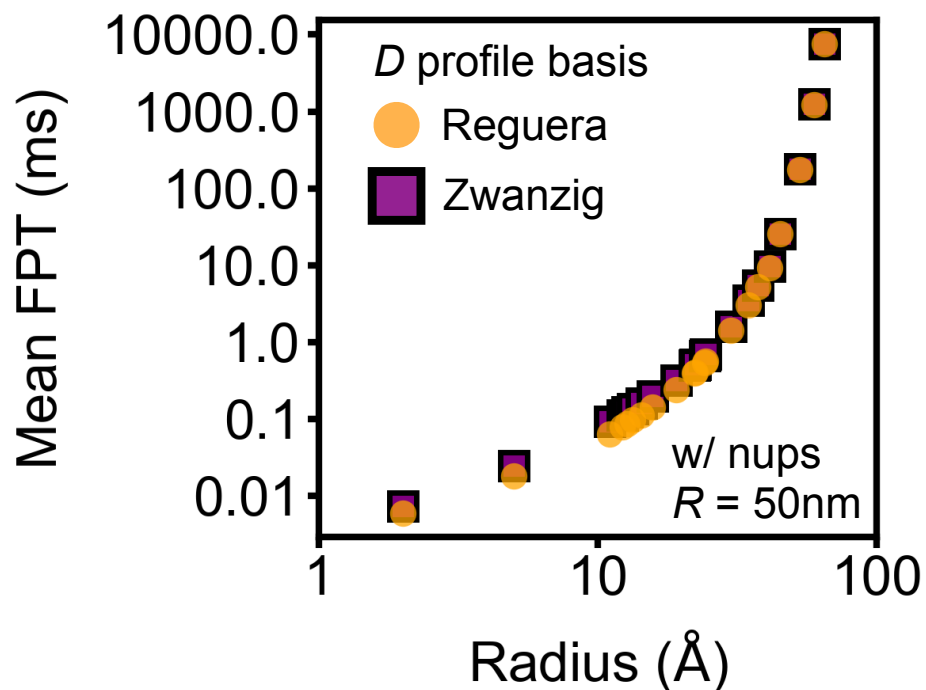 10000.0
1000.0
100.0
10.0
1.0
0.1
0.01
Mean FPT (ms)
D profile basis
Reguera
Zwanzig
w/ nups
R = 50nm
1 10 100
Radius (Å)